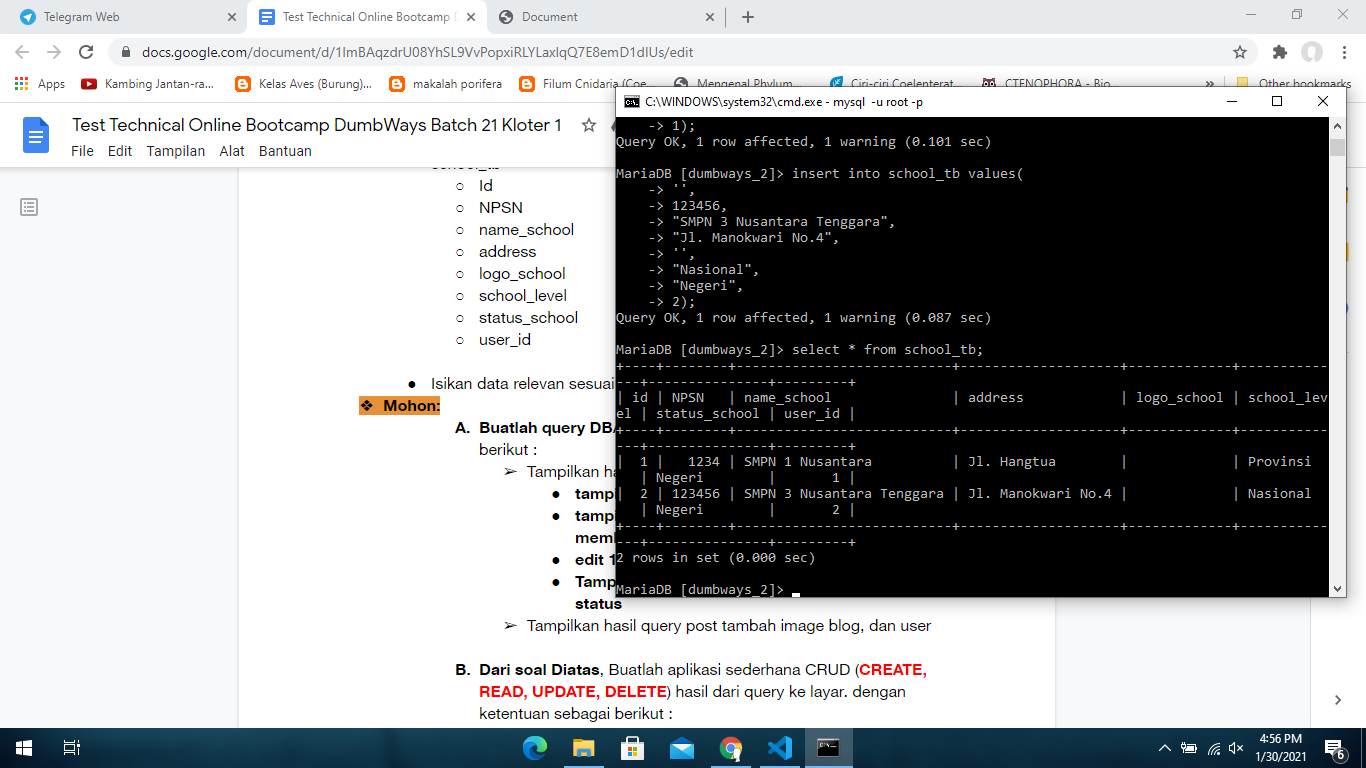 Telegram Web
Test Technical Online Bootcamp
Document
docs.google.com/document/d/1ImBAqzdrU08YhSL9VvPopxiRLYLaxlqQ7E8emD1dIUs/edit
Apps
Kambing Jantan-ra...
Kelas Aves (Burung)...
makalah porifera
Filum Cnidaria (Coe...
Mengenal Phylum...
Ciri-ciri Coelenterat...
CTENOPHORA - Bio...
»
Other bookmarks
Test Technical Online Bootcamp DumbWays Batch 21 Kloter 1
File Edit Tampilan Alat Bantuan
school_tb
○ Id
○ NPSN
○ name_school
○ address
○ logo_school
○ school_level
○ status_school
○ user_id
● Isikan data relevan sesuai
❖ Mohon:
A. Buatlah query DBA
berikut :
➢ Tampilkan ha
● tampi
● tampi
memb
● edit 1
● Tamp
status
➢ Tampilkan hasil query post tambah image blog, dan user
B. Dari soal Diatas, Buatlah aplikasi sederhana CRUD (CREATE,
READ, UPDATE, DELETE) hasil dari query ke layar. dengan
ketentuan sebagai berikut :
C:\WINDOWS\system32\cmd.exe - mysql -u root -p
-> 1);
Query OK, 1 row affected, 1 warning (0.101 sec)
MariaDB [dumbways_2]> insert into school_tb values(
-> '',
-> 123456,
-> "SMPN 3 Nusantara Tenggara",
-> "Jl. Manokwari No.4",
-> '',
-> "Nasional",
-> "Negeri",
-> 2);
Query OK, 1 row affected, 1 warning (0.087 sec)
MariaDB [dumbways_2]> select * from school_tb;
+----+--------+---------------------------+--------------------+-------------+-----------
---+---------------+---------+
| id | NPSN | name_school | address | logo_school | school_lev
el | status_school | user_id |
+----+--------+---------------------------+--------------------+-------------+-----------
---+---------------+---------+
| 1 | 1234 | SMPN 1 Nusantara | Jl. Hangtua | | Provinsi
| Negeri | 1 |
| 2 | 123456 | SMPN 3 Nusantara Tenggara | Jl. Manokwari No.4 | | Nasional
| Negeri | 2 |
+----+--------+---------------------------+--------------------+-------------+-----------
---+---------------+---------+
2 rows in set (0.000 sec)
MariaDB [dumbways_2]>
4:56 PM
1/30/2021
6